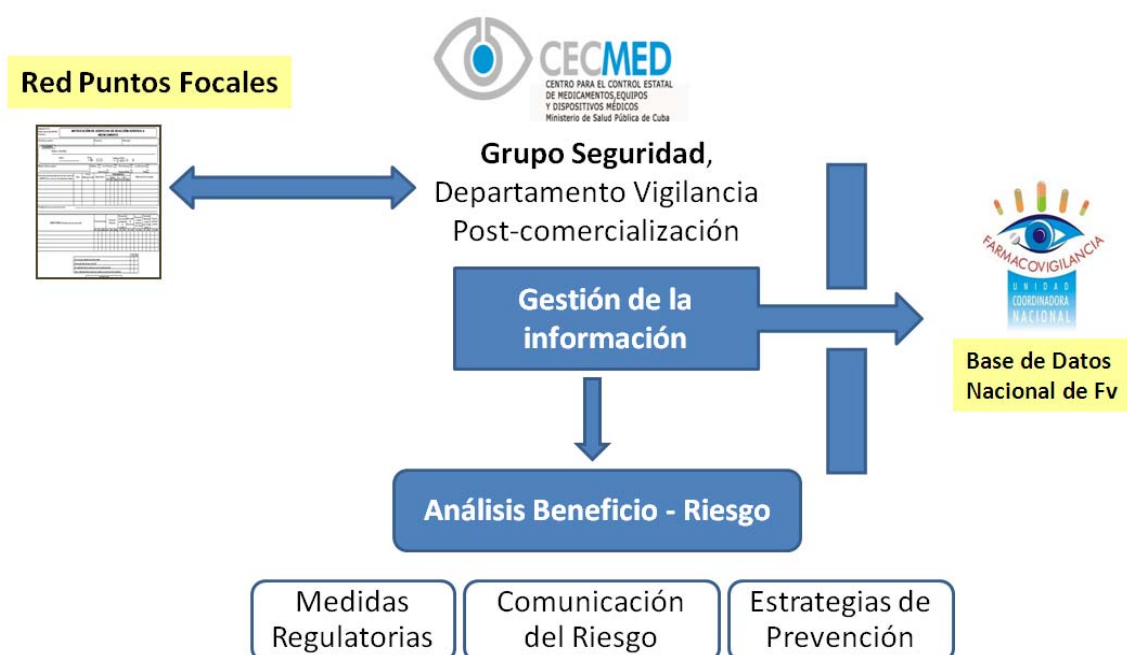 Red Puntos Focales
CECMED
CENTRO PARA EL CONTROL ESTATAL
DE MEDICAMENTOS, EQUIPOS
Y DISPOSITIVOS MÉDICOS
Ministerio de Salud Pública de Cuba
Grupo Seguridad,
Departamento Vigilancia
Post-comercialización
Gestión de la
información
FARMACOVIGILANCIA
UNIDAD
COORDINADORA
NACIONAL
Base de Datos
Nacional de Fv
Análisis Beneficio - Riesgo
Medidas
Regulatorias
Comunicación
del Riesgo
Estrategias de
Prevención